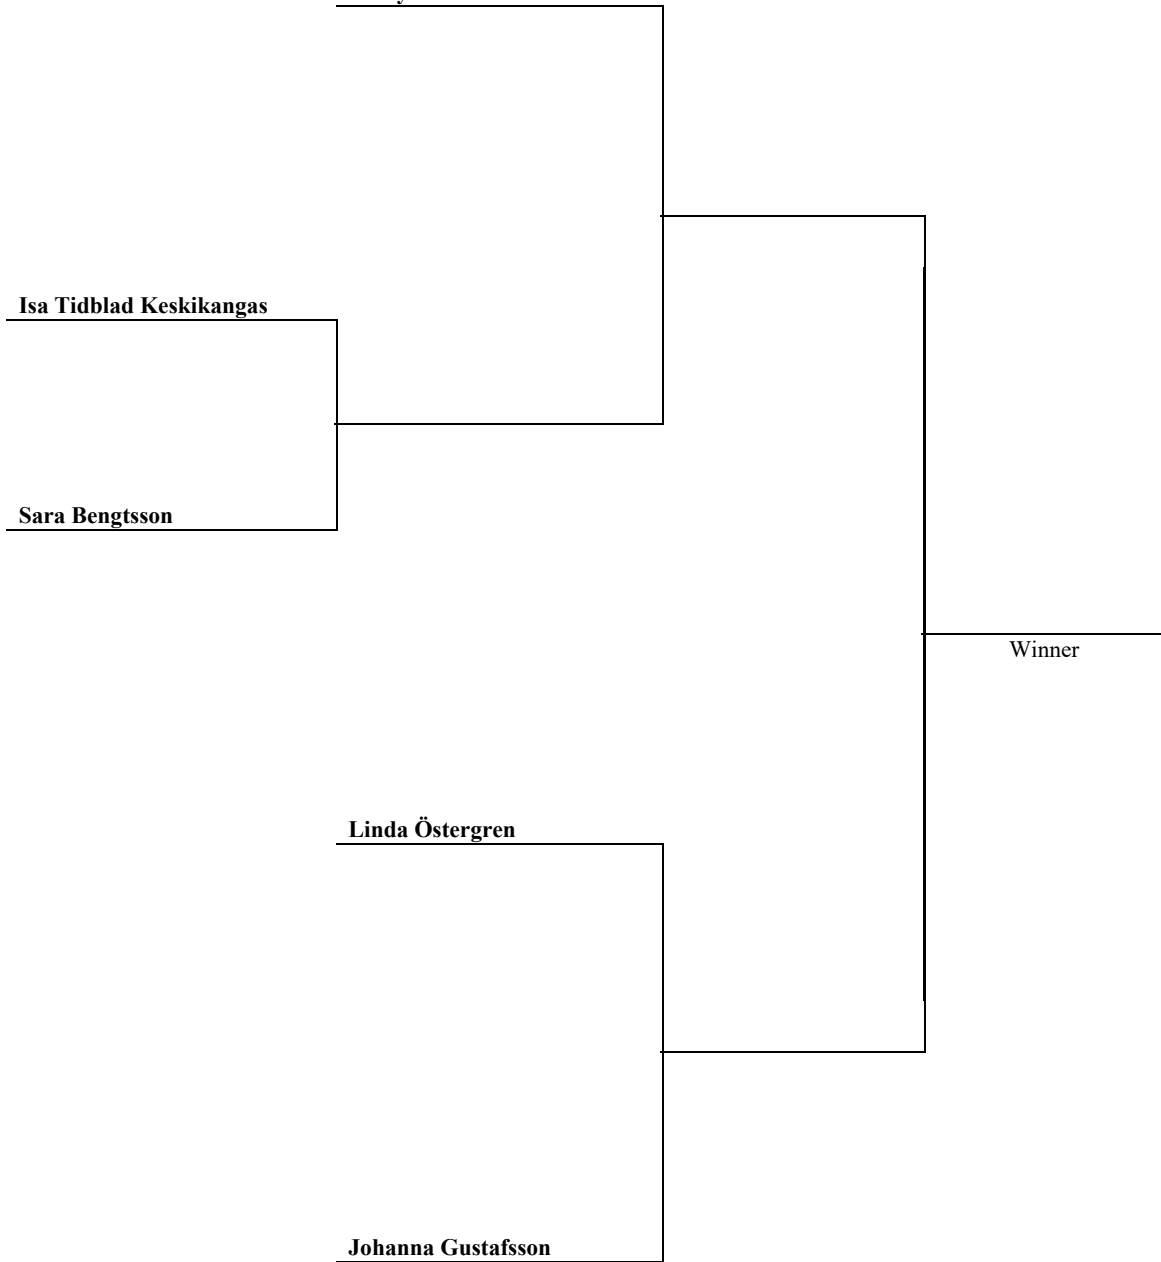 Isa Tidblad Keskikangas
Sara Bengtsson
Winner
Linda Östergren
Johanna Gustafsson